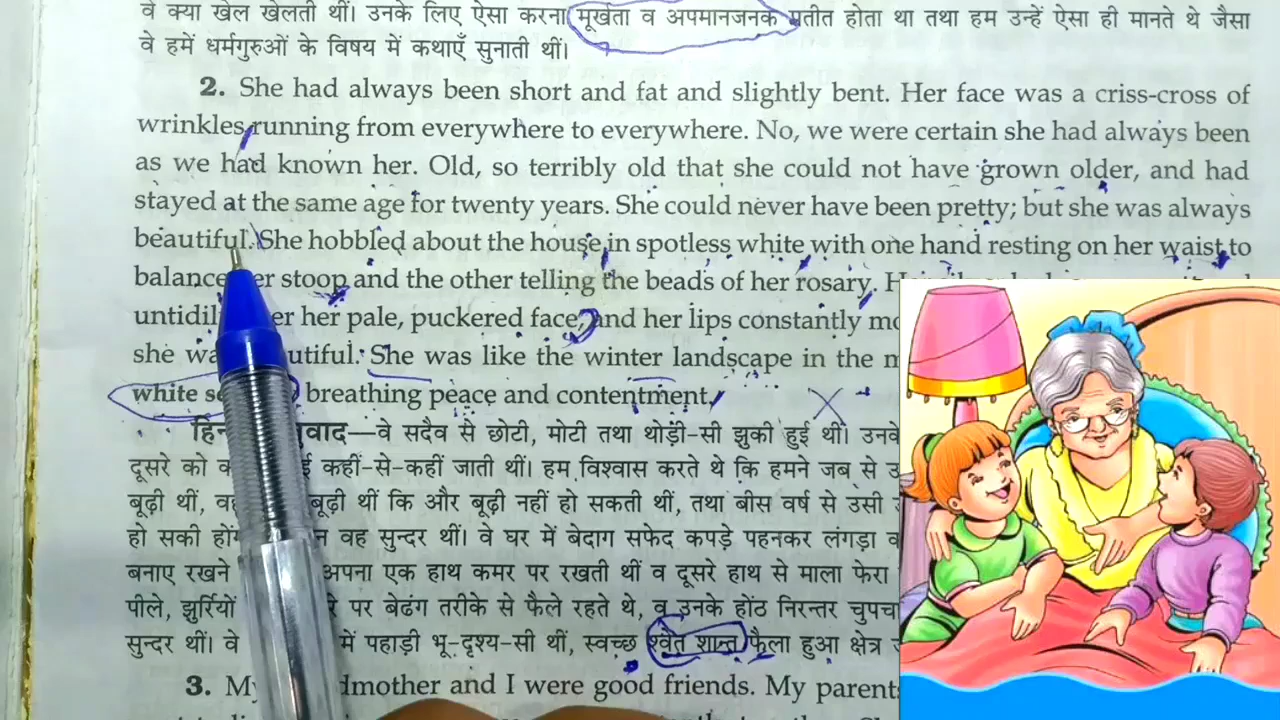 वे क्या खेल खेलती थीं। उनके लिए ऐसा करना मूर्खता व अपमानजनक प्रतीत होता था तथा हम उन्हें ऐसा ही मानते थे जैसा
वे हमें धर्मगुरुओं के विषय में कथाएँ सुनाती थीं।
2. She had always been short and fat and slightly bent. Her face was a criss-cross of
wrinkles running from everywhere to everywhere. No, we were certain she had always been
as we had known her. Old, so terribly old that she could not have grown older, and had
stayed at the same age for twenty years. She could never have been pretty; but she was always
beautiful. She hobbled about the house in spotless white with one hand resting on her waist to
balance her stoop and the other telling the beads of her rosary.
her pale, puckered face, and her lips constantly
she was like the winter landscape in the
white breathing peace and contentment.
वे सदैव से छोटी, मोटी तथा थोड़ी-सी झुकी हुई थीं। उनके
दूसरे को कहीं-से-कहीं जाती थीं। हम विश्वास करते थे कि हमने जब से
बूढ़ी थीं, बूढ़ी थीं कि और बूढ़ी नहीं हो सकती थीं, तथा बीस वर्ष से उसी
हो सकी वह सुन्दर थीं। वे घर में बेदाग सफेद कपड़े पहनकर लंगड़ा
बनाए रखने अपना एक हाथ कमर पर रखती थीं व दूसरे हाथ से माला फेरा
पीले, झुर्रियों पर बेढंग तरीके से फैले रहते थे, व उनके होंठ निरन्तर
सुन्दर थीं। वे में पहाड़ी भू-दृश्य-सी थीं, स्वच्छ श्वेत शान्त फैला हुआ क्षेत्र
3. My and I were good friends. My